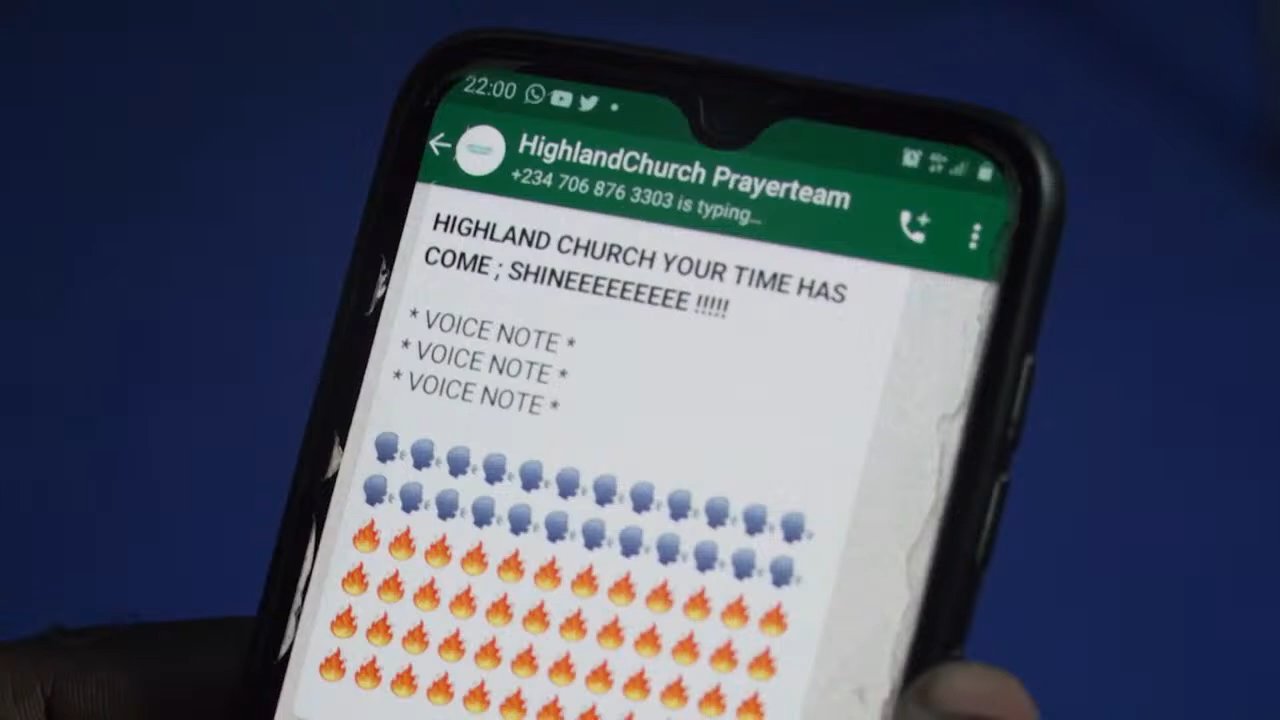 22:00
HighlandChurch Prayerteam
+234 706 876 3303 is typing...
HIGHLAND CHURCH YOUR TIME HAS
COME ; SHINEEEEEEEEEE !!!!!
* VOICE NOTE *
* VOICE NOTE *
* VOICE NOTE *